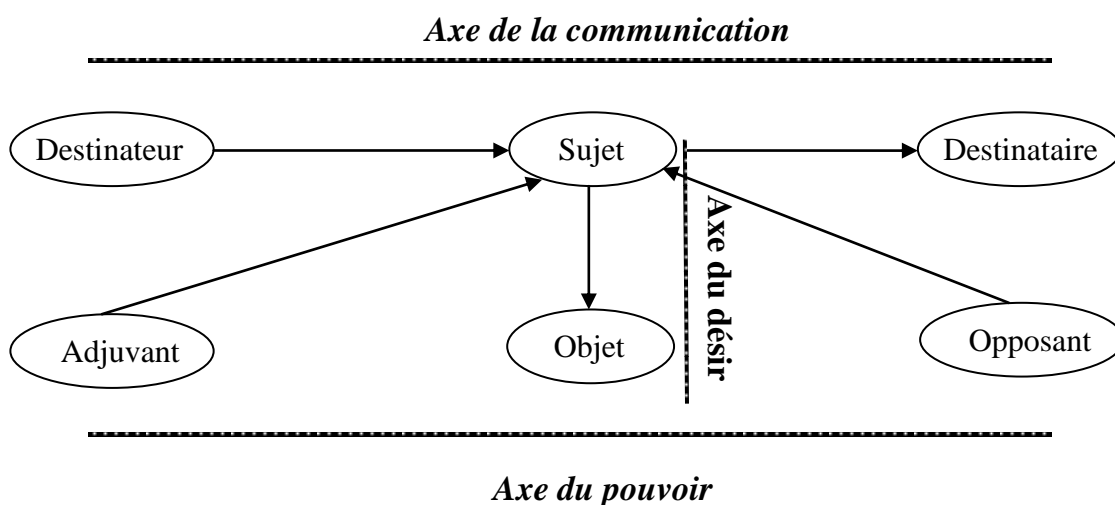 Axe de la communication
Destinateur
Sujet
Destinataire
Axe du désir
Adjuvant
Objet
Opposant
Axe du pouvoir